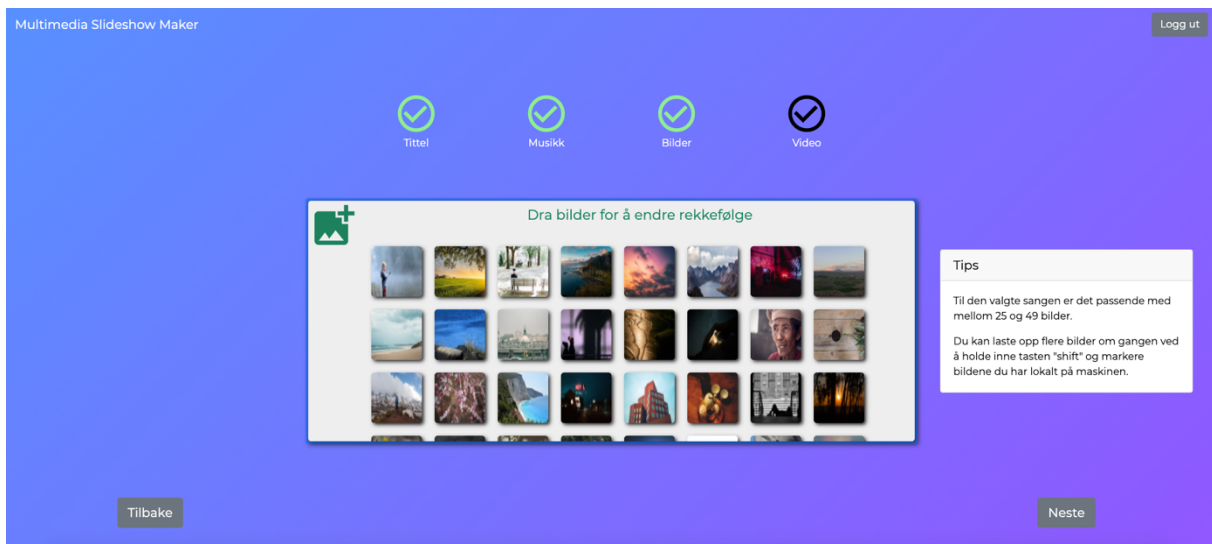 Multimedia Slideshow Maker
Logg ut
Tittel
Musikk
Bilder
Video
Dra bilder for å endre rekkefølge
Tips
Til den valgte sangen er det passende med
mellom 25 og 49 bilder.
Du kan laste opp flere bilder om gangen ved
å holde inne tasten "shift" og markere
bildene du har lokalt på maskinen.
Tilbake
Neste